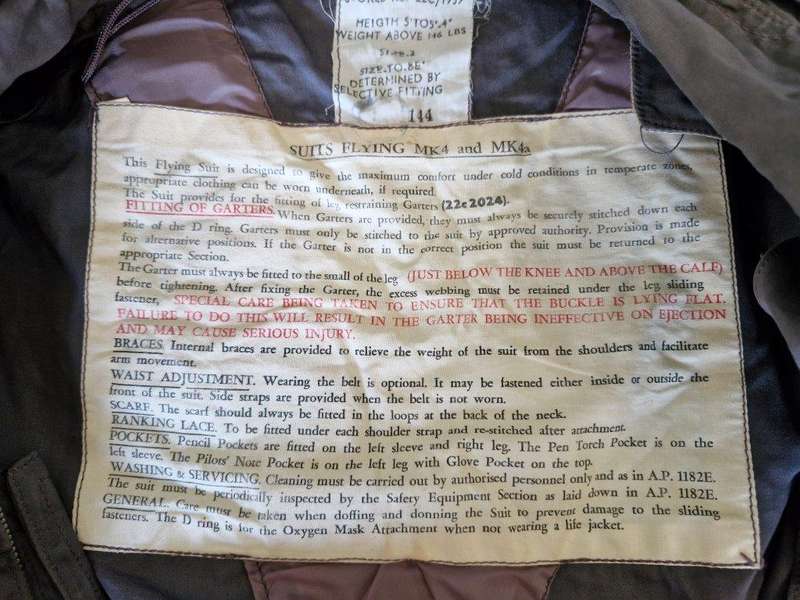 22C/1937
HEIGTH 5'TO5'.4"
WEIGHT ABOVE 146 LBS
SIZE.2
SIZE.TO.BE'
DETERMINED BY
SELECTIVE FITTING
144
SUITS FLYING MK4 and MK4a
This Flying Suit is designed to give the maximum comfort under cold conditions in temperate zones,
appropriate clothing can be worn underneath, if required.
The Suit provides for the fitting of leg restraining Garters (22c2024).
FITTING OF GARTERS. When Garters are provided, they must always be securely stitched down each
side of the D ring. Garters must only be stitched to the suit by approved authority. Provision is made
for alternative positions. If the Garter is not in the correct position the suit must be returned to the
appropriate Section.
The Garter must always be fitted to the small of the leg (JUST BELOW THE KNEE AND ABOVE THE CALF)
before tightening. After fixing the Garter, the excess webbing must be retained under the leg sliding
fastener, SPECIAL CARE BEING TAKEN TO ENSURE THAT THE BUCKLE IS LYING FLAT.
FAILURE TO DO THIS WILL RESULT IN THE GARTER BEING INEFFECTIVE ON EJECTION
AND MAY CAUSE SERIOUS INJURY.
BRACES. Internal braces are provided to relieve the weight of the suit from the shoulders and facilitate
arm movement.
WAIST ADJUSTMENT. Wearing the belt is optional. It may be fastened either inside or outside the
front of the suit. Side straps are provided when the belt is not worn.
SCARF. The scarf should always be fitted in the loops at the back of the neck.
RANKING LACE. To be fitted under each shoulder strap and re-stitched after attachment.
POCKETS. Pencil Pockets are fitted on the left sleeve and right leg. The Pen Torch Pocket is on the
left sleeve. The Pilots' Note Pocket is on the left leg with Glove Pocket on the top.
WASHING & SERVICING. Cleaning must be carried out by authorised personnel only and as in A.P. 1182E.
The suit must be periodically inspected by the Safety Equipment Section as laid down in A.P. 1182E.
GENERAL. Care must be taken when doffing and donning the Suit to prevent damage to the sliding
fasteners. The D ring is for the Oxygen Mask Attachment when not wearing a life jacket.